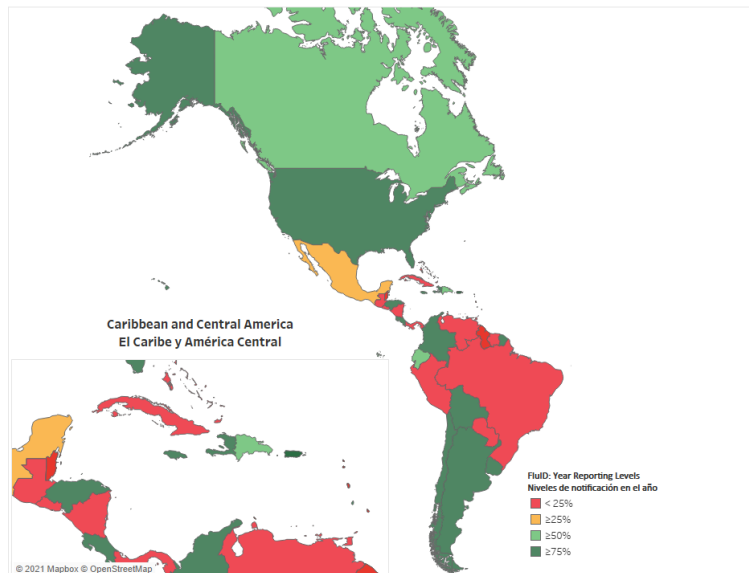 Caribbean and Central America
El Caribe y América Central
FluID: Year Reporting Levels
Niveles de notificación en el año
< 25%
≥25%
≥50%
≥75%
© 2021 Mapbox © OpenStreetMap